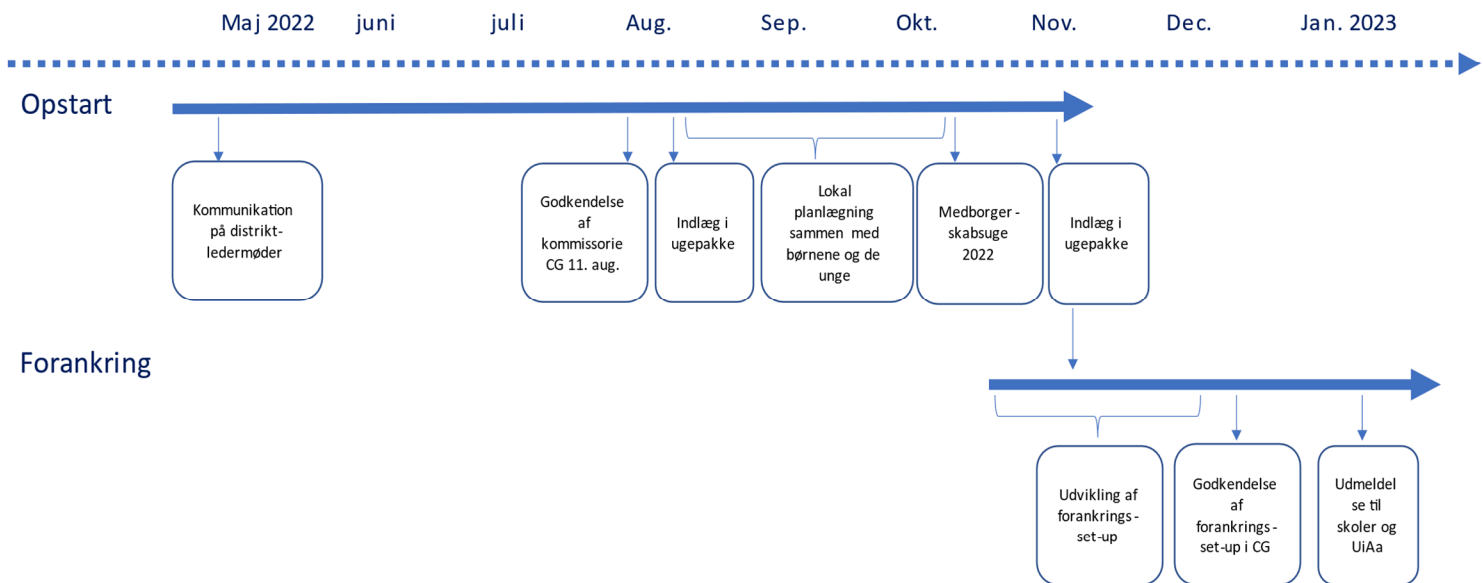 Maj 2022 juni juli Aug. Sep. Okt. Nov. Dec. Jan. 2023
Opstart
Kommunikation
på distrikt-
ledermøder
Godkendelse
af
kommissorie
CG 11. aug.
Indlæg i
ugepakke
Lokal
planlægning
sammen med
børnene og de
unge
Medborger-
skabsuge
2022
Indlæg i
ugepakke
Forankring
Udvikling af
forankrings-
set-up
Godkendelse
af
forankrings-
set-up i CG
Udmeldel
se til
skoler og
UiAa